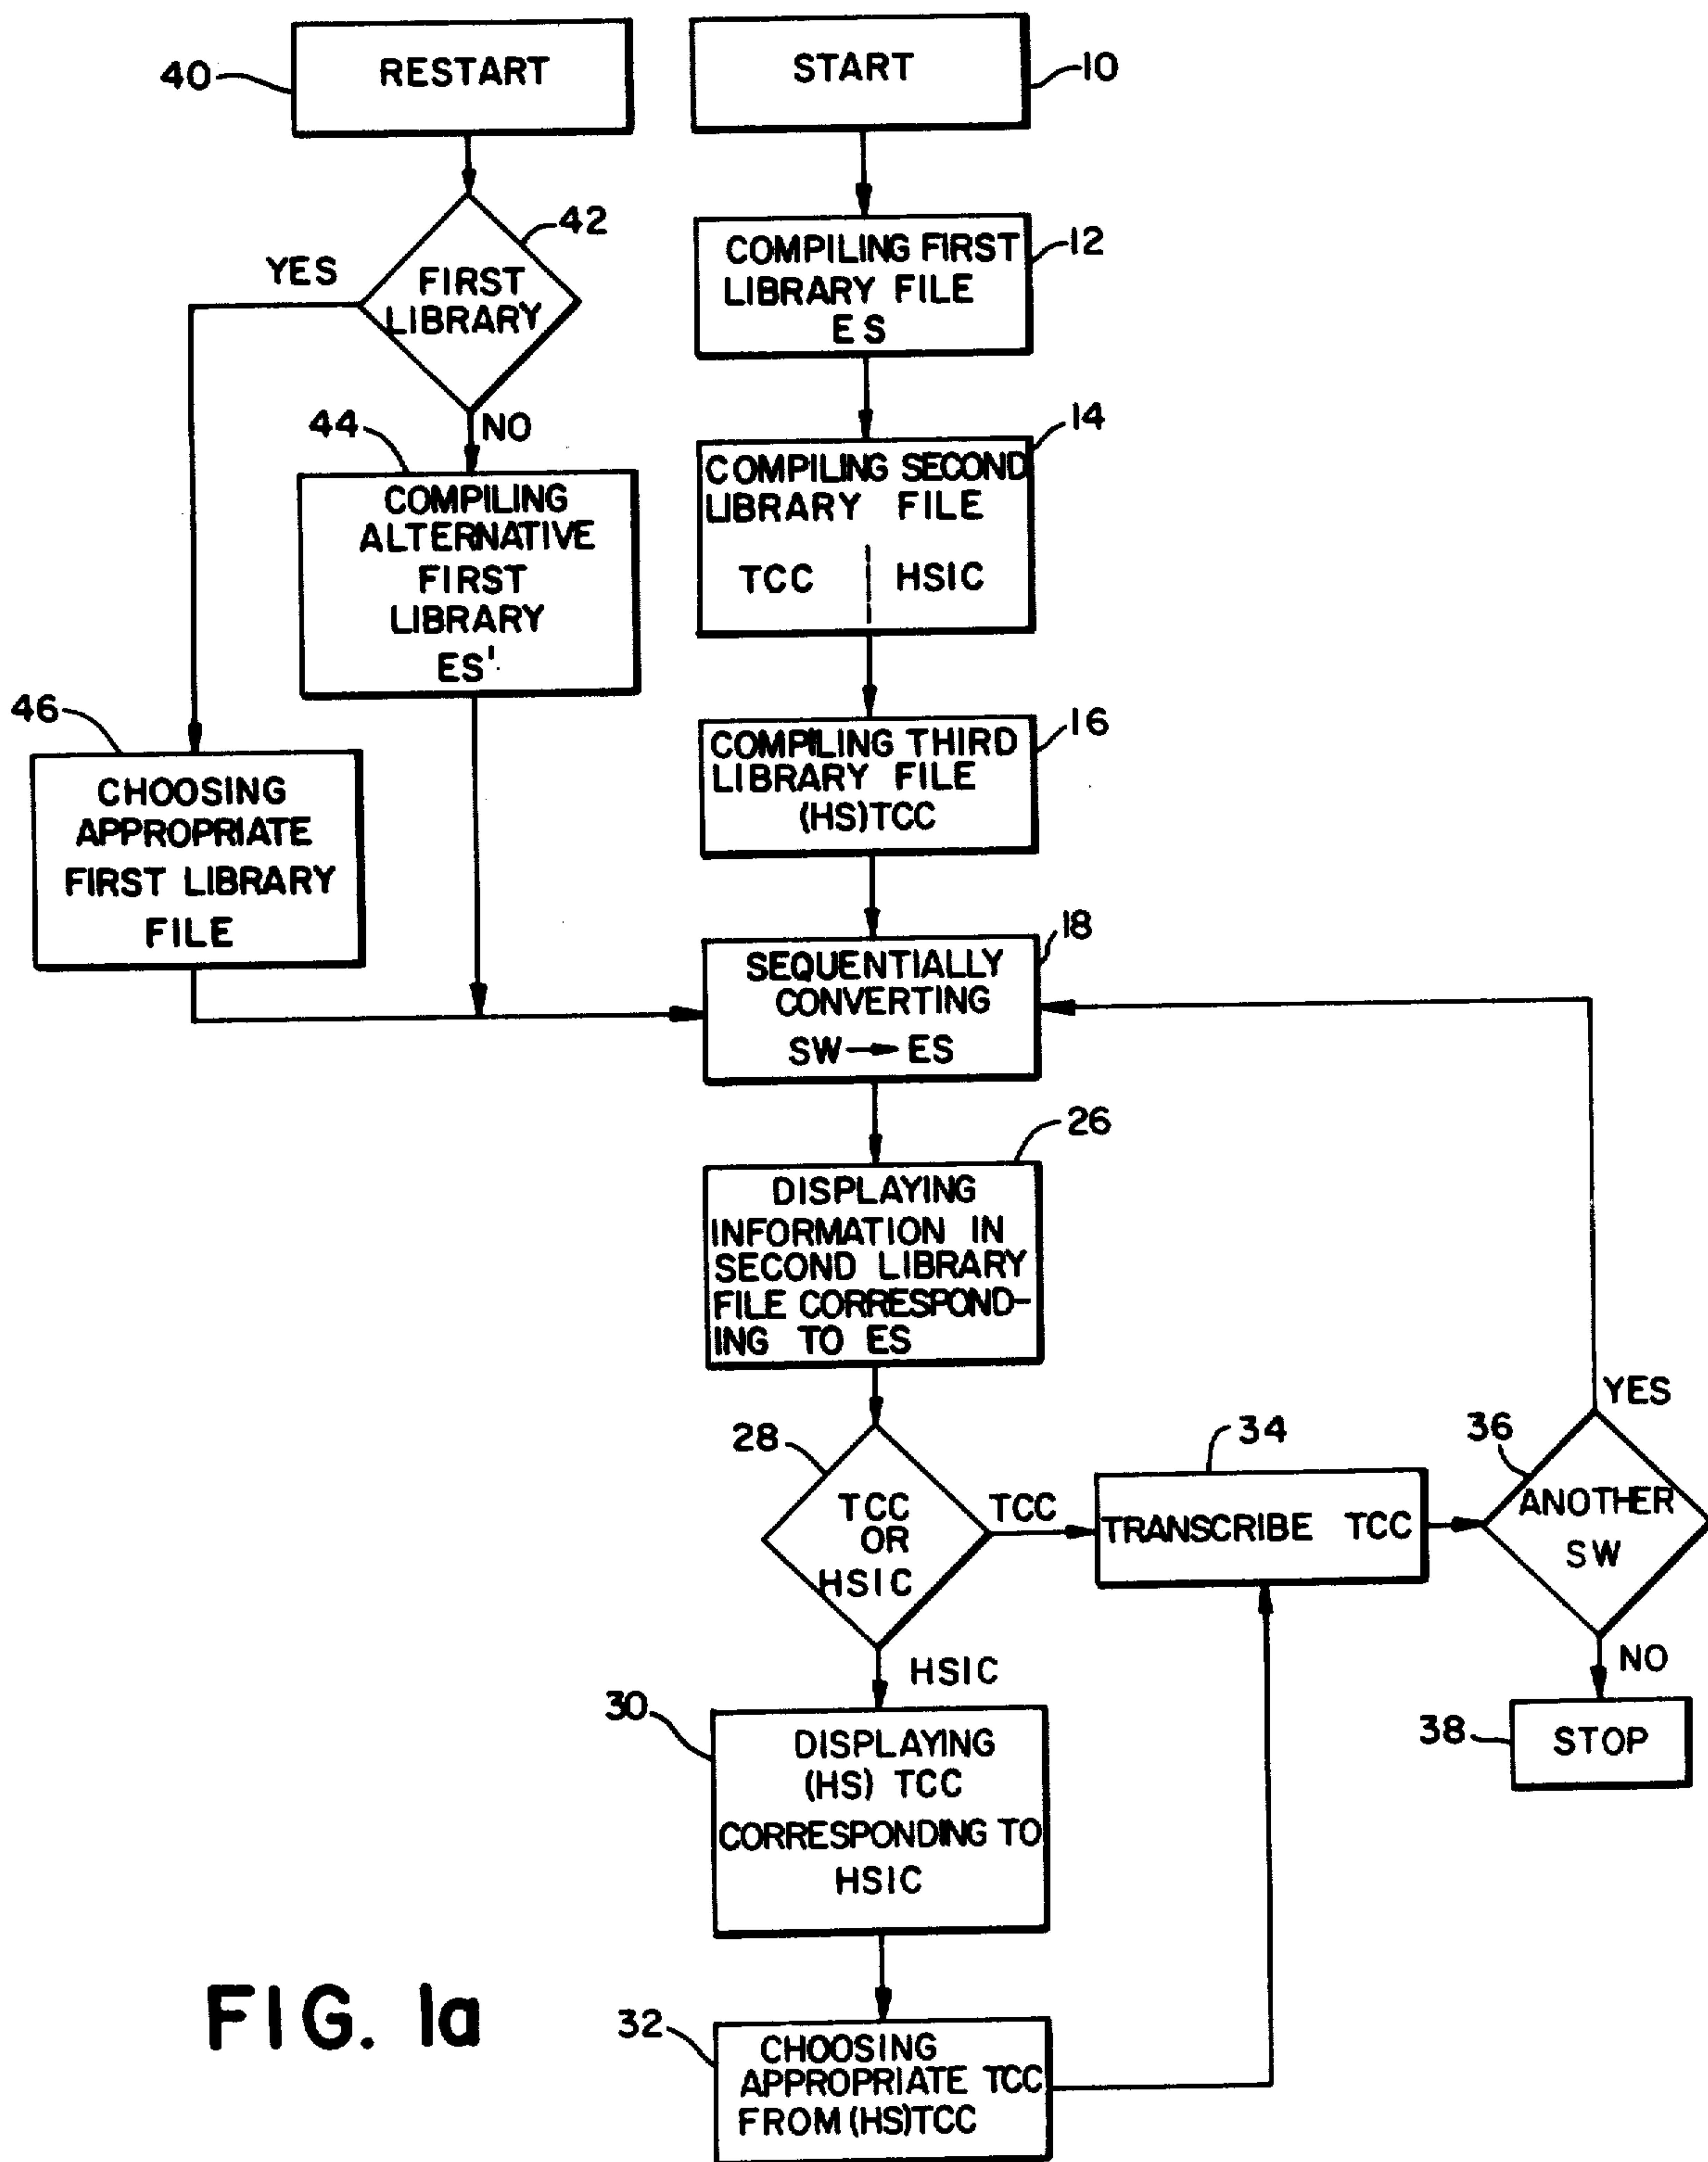 RESTART
40
START
10
42
YES
FIRST
LIBRARY
NO
COMPILING FIRST
LIBRARY FILE
ES
12
44
COMPILING
ALTERNATIVE
FIRST
LIBRARY
ES'
14
COMPILING SECOND
LIBRARY FILE
TCC HSIC
46
CHOOSING
APPROPRIATE
FIRST LIBRARY
FILE
16
COMPILING THIRD
LIBRARY FILE
(HS)TCC
18
SEQUENTIALLY
CONVERTING
SW → ES
26
DISPLAYING
INFORMATION IN
SECOND LIBRARY
FILE CORRESPOND-
ING TO ES
28
TCC
OR
HSIC
TCC
HSIC
34
TRANSCRIBE TCC
36
YES
ANOTHER
SW
NO
38
STOP
30
DISPLAYING
(HS) TCC
CORRESPONDING TO
HSIC
32
CHOOSING
APPROPRIATE TCC
FROM (HS)TCC
FIG. 1a